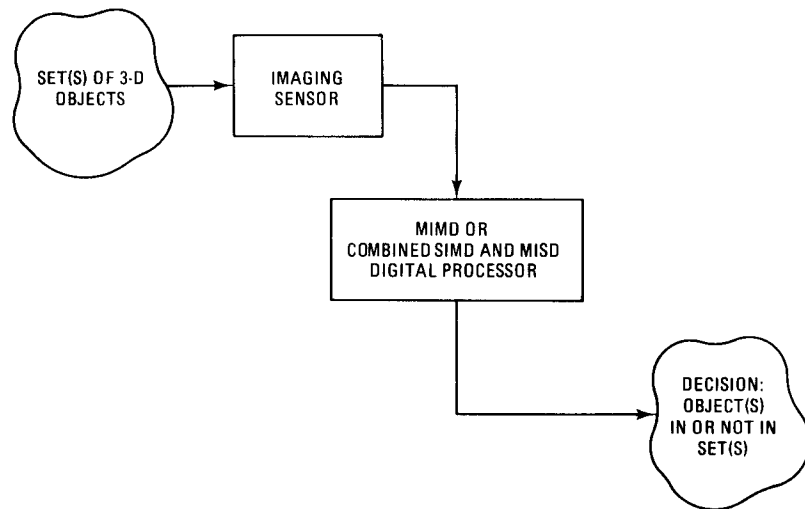 SET(S) OF 3-D
OBJECTS
IMAGING
SENSOR
MIMD OR
COMBINED SIMD AND MISD
DIGITAL PROCESSOR
DECISION:
OBJECT(S)
IN OR NOT IN
SET(S)